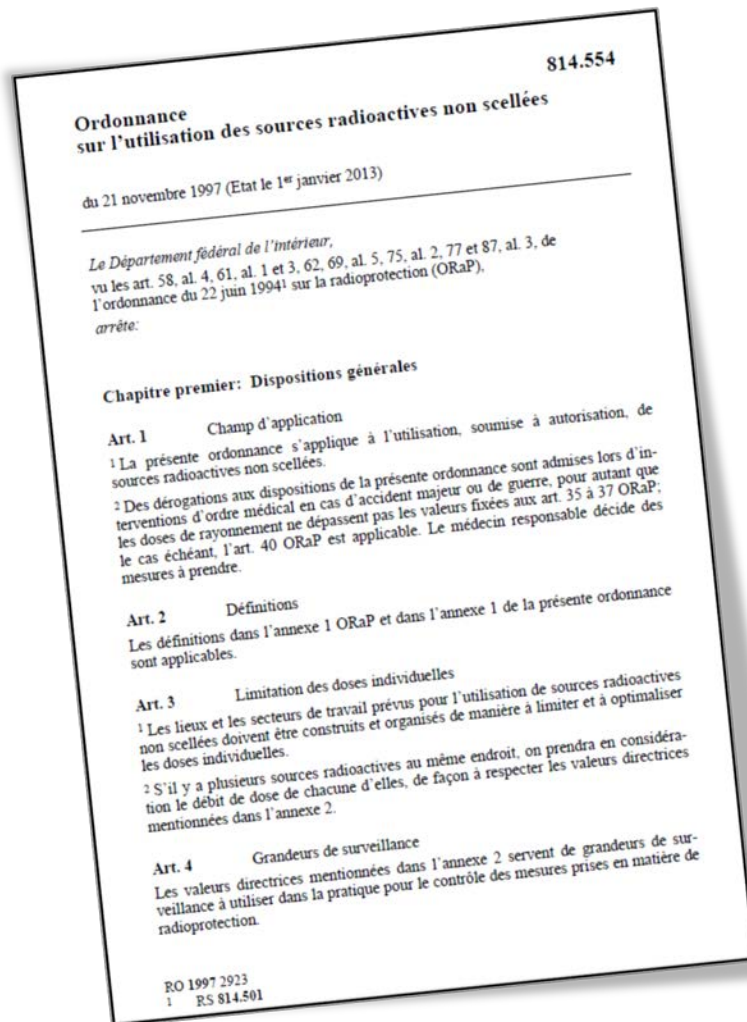 814.554
Ordonnance
sur l’utilisation des sources radioactives non scellées
du 21 novembre 1997 (Etat le 1er janvier 2013)
Le Département fédéral de l’intérieur,
vu les art. 58, al. 4, 61, al. 1 et 3, 62, 69, al. 5, 75, al. 2, 77 et 87, al. 3, de
l’ordonnance du 22 juin 1994¹ sur la radioprotection (ORaP),
arrête:
Chapitre premier: Dispositions générales
Art. 1 Champ d’application
¹ La présente ordonnance s’applique à l’utilisation, soumise à autorisation, de
sources radioactives non scellées.
² Des dérogations aux dispositions de la présente ordonnance sont admises lors d’in-
terventions d’ordre médical en cas d’accident majeur ou de guerre, pour autant que
les doses de rayonnement ne dépassent pas les valeurs fixées aux art. 35 à 37 ORaP;
le cas échéant, l’art. 40 ORaP est applicable. Le médecin responsable décide des
mesures à prendre.
Art. 2 Définitions
Les définitions dans l’annexe 1 ORaP et dans l’annexe 1 de la présente ordonnance
sont applicables.
Art. 3 Limitation des doses individuelles
¹ Les lieux et les secteurs de travail prévus pour l’utilisation de sources radioactives
non scellées doivent être construits et organisés de manière à limiter et à optimaliser
les doses individuelles.
² S’il y a plusieurs sources radioactives au même endroit, on prendra en considéra-
tion le débit de dose de chacune d’elles, de façon à respecter les valeurs directrices
mentionnées dans l’annexe 2.
Art. 4 Grandeurs de surveillance
Les valeurs directrices mentionnées dans l’annexe 2 servent de grandeurs de sur-
veillance à utiliser dans la pratique pour le contrôle des mesures prises en matière de
radioprotection.
RO 1997 2923
1 RS 814.501